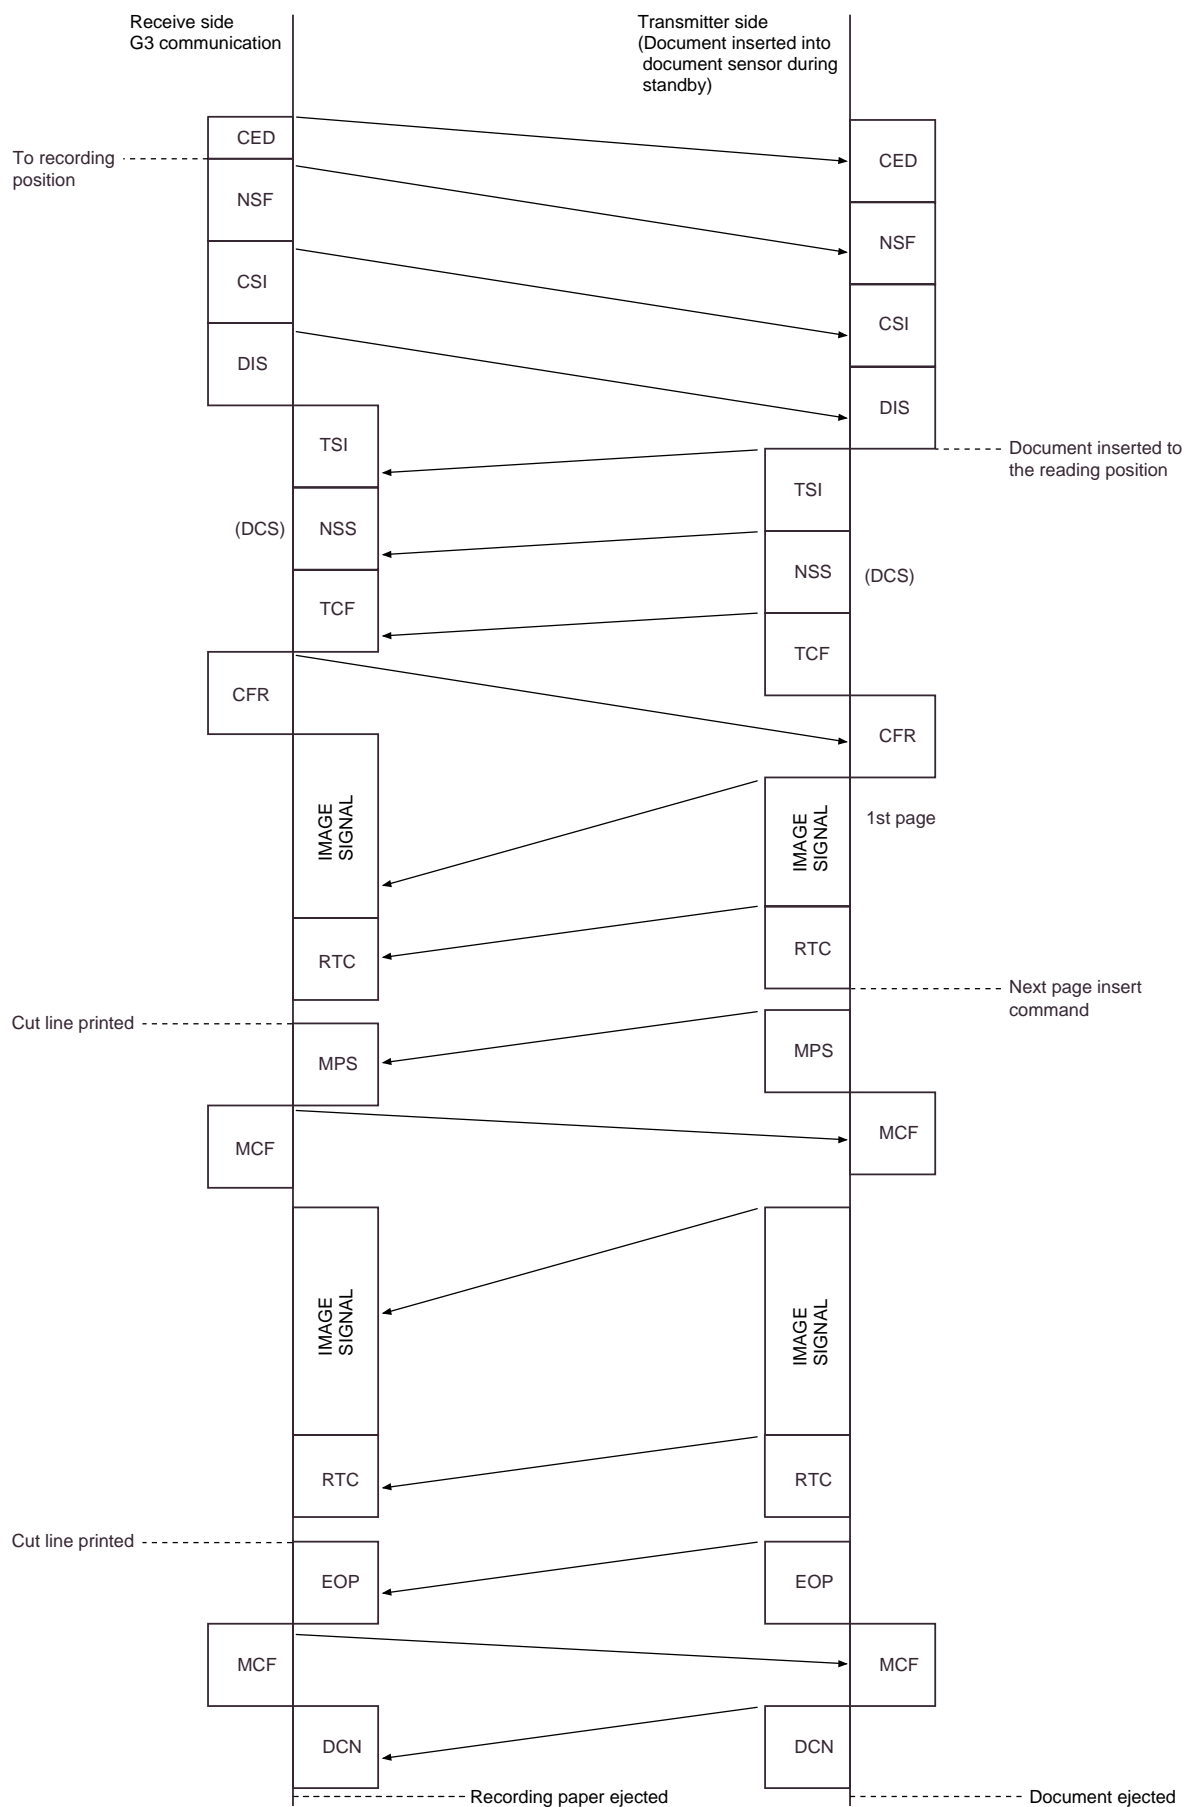 Receive side
G3 communication
Transmitter side
(Document inserted into
document sensor during
standby)
CED
CED
To recording
position
NSF
NSF
CSI
CSI
DIS
DIS
TSI
Document inserted to
the reading position
TSI
(DCS)
NSS
NSS
(DCS)
TCF
TCF
CFR
CFR
IMAGE
SIGNAL
IMAGE
SIGNAL
1st page
RTC
RTC
Next page insert
command
Cut line printed
MPS
MPS
MCF
MCF
IMAGE
SIGNAL
IMAGE
SIGNAL
RTC
RTC
Cut line printed
EOP
EOP
MCF
MCF
DCN
DCN
Recording paper ejected
Document ejected